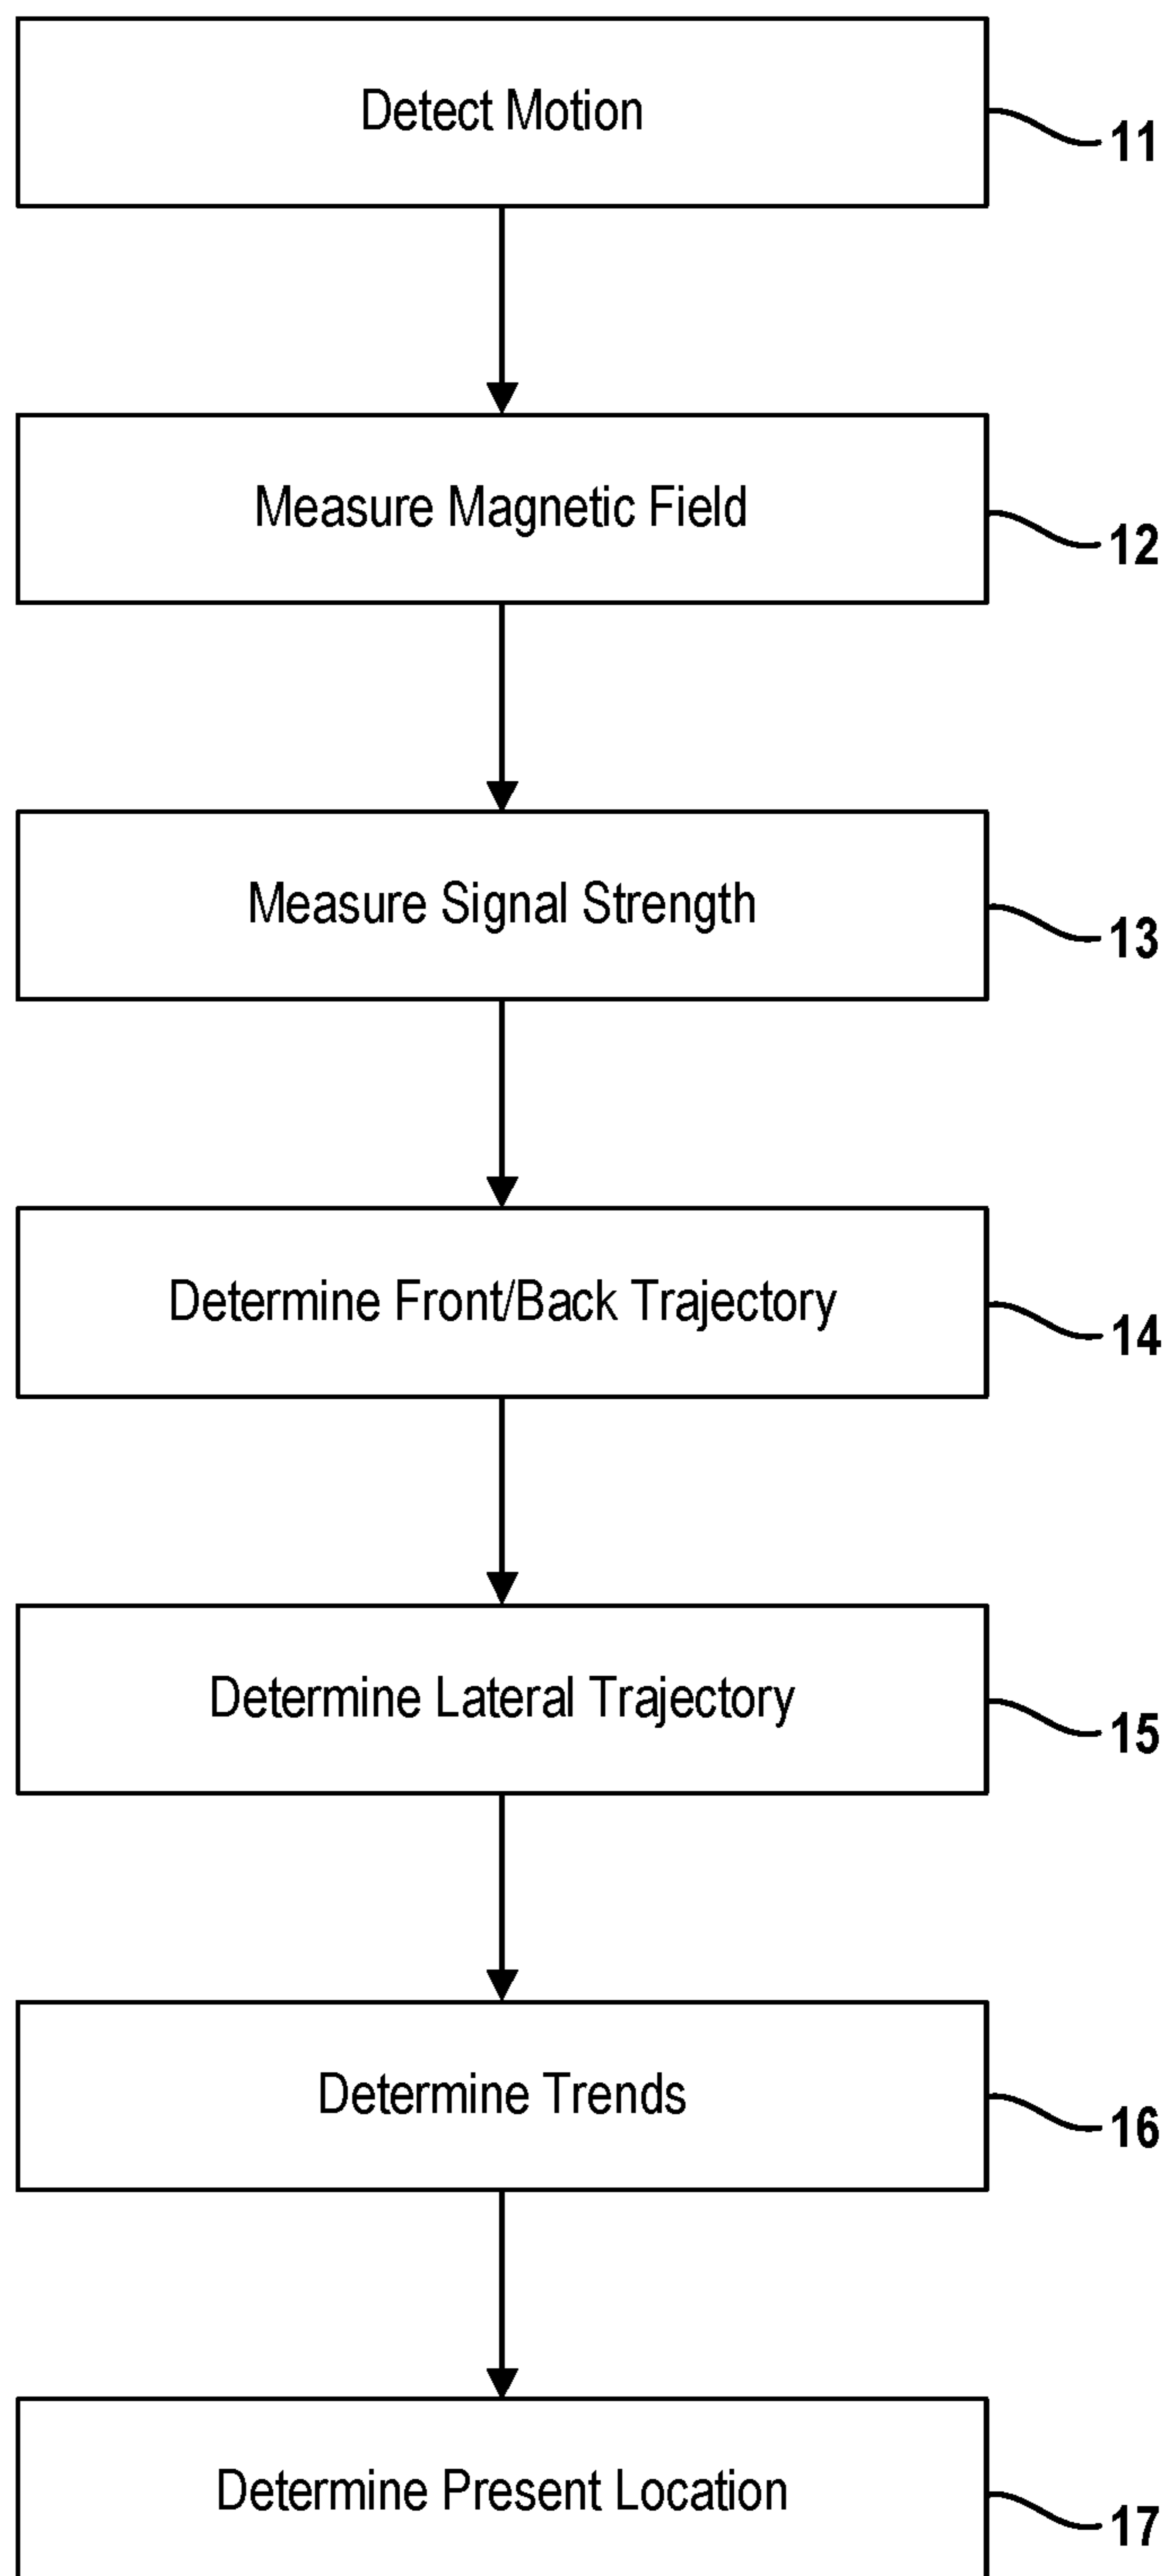 Detect Motion
11
Measure Magnetic Field
12
Measure Signal Strength
13
Determine Front/Back Trajectory
14
Determine Lateral Trajectory
15
Determine Trends
16
Determine Present Location
17